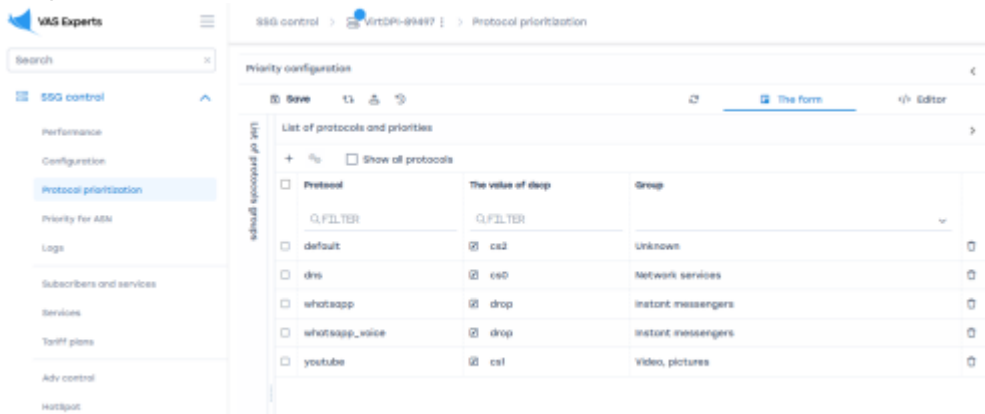 VAS Experts
SSG control > VirtDPI-89497 > Protocol prioritization
Search
Priority configuration
SSG control
Save
The form
</> Editor
List of protocols groups
List of protocols and priorities
Performance
Configuration
Show all protocols
Protocol prioritization
Protocol
The value of dscp
Group
Priority for ASN
FILTER
FILTER
Logs
default
cs2
Unknown
dns
cs0
Network services
Subscribers and services
whatsapp
drop
Instant messengers
Services
whatsapp_voice
drop
Instant messengers
Tariff plans
youtube
cs1
Video, pictures
Adv control
HotSpot